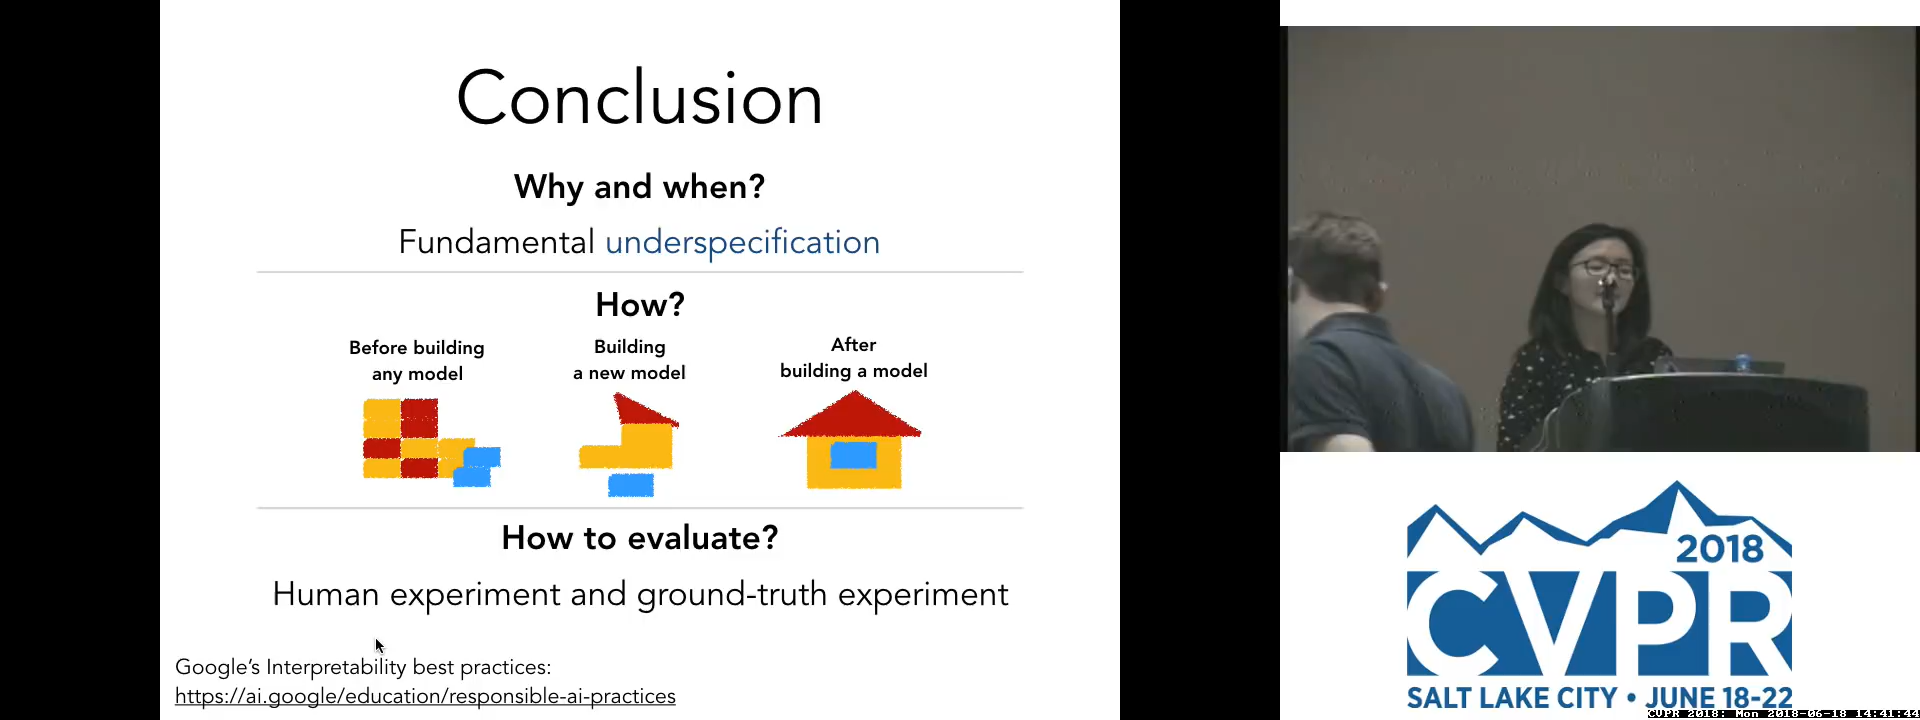 Conclusion
Why and when?
Fundamental underspecification
How?
Before building
any model
Building
a new model
After
building a model
How to evaluate?
Human experiment and ground-truth experiment
Google's Interpretability best practices:
https://ai.google/education/responsible-ai-practices
2018
CVPR
SALT LAKE CITY • JUNE 18-22
CVPR 2018: Mon 2018-06-18 14:41:44